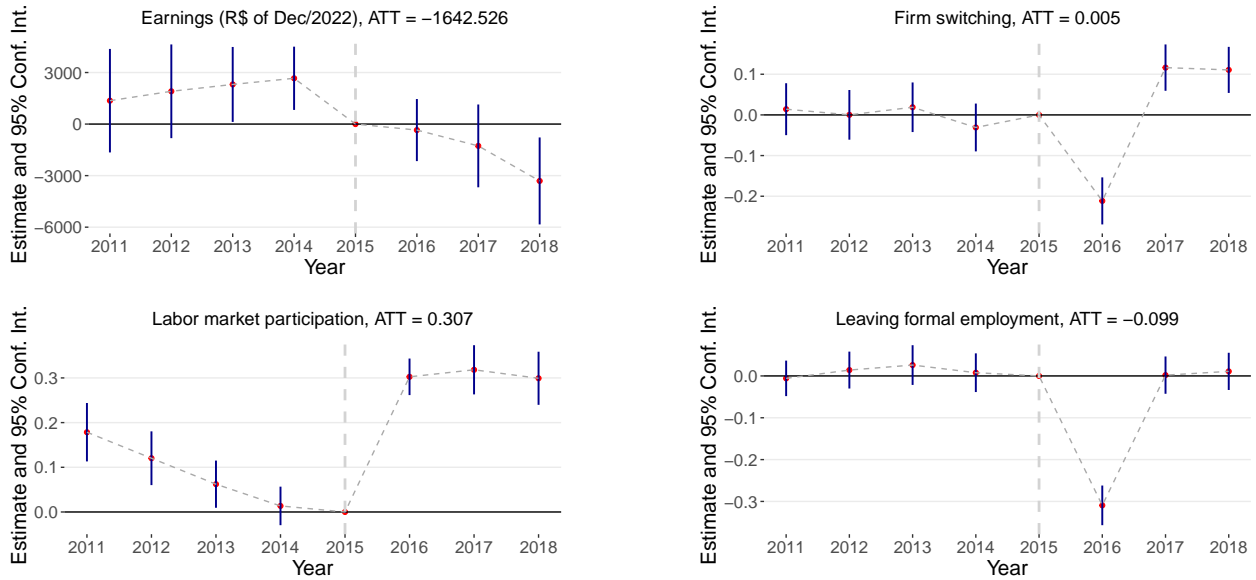 Earnings (R$ of Dec/2022), ATT = −1642.526
Estimate and 95% Conf. Int.
3000
0
−3000
−6000
2011 2012 2013 2014 2015 2016 2017 2018
Year
Firm switching, ATT = 0.005
Estimate and 95% Conf. Int.
0.1
0.0
−0.1
−0.2
2011 2012 2013 2014 2015 2016 2017 2018
Year
Labor market participation, ATT = 0.307
Estimate and 95% Conf. Int.
0.3
0.2
0.1
0.0
2011 2012 2013 2014 2015 2016 2017 2018
Year
Leaving formal employment, ATT = −0.099
Estimate and 95% Conf. Int.
0.0
−0.1
−0.2
−0.3
2011 2012 2013 2014 2015 2016 2017 2018
Year